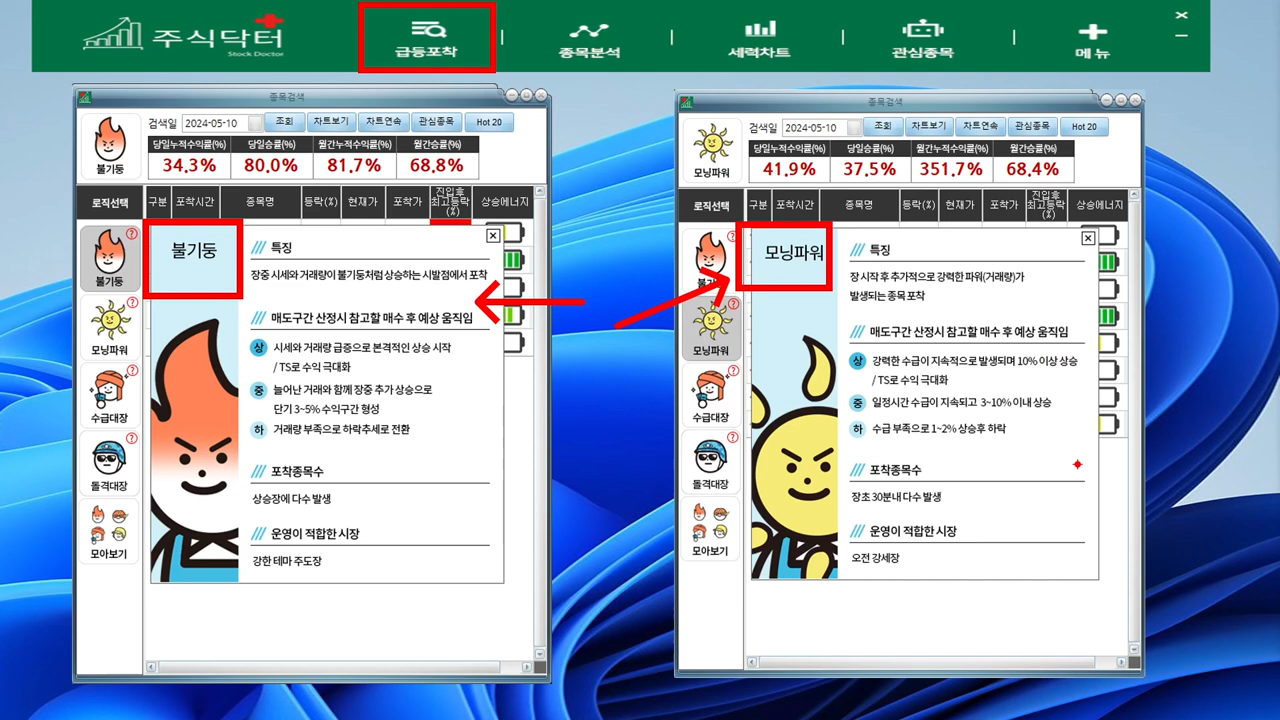 주식닥터
Stock Doctor
급등포착
종목분석
세력차트
관심종목
메뉴
종목검색
불기둥
검색일 2024-05-10 조회 차트보기 차트연속 관심종목 Hot 20
당일누적수익률(%) 당일승률(%) 월간누적수익률(%) 월간승률(%)
34.3% 80.0% 81.7% 68.8%
로직선택 구분 포착시간 종목명 등락(%) 현재가 포착가 진입후 최고등락(%) 상승에너지
불기둥
모닝파워
수급대장
돌격대장
모아보기
불기둥
/// 특징
장중 시세와 거래량이 불기둥처럼 상승하는 시발점에서 포착
/// 매도구간 산정시 참고할 매수 후 예상 움직임
상 시세와 거래량 급증으로 본격적인 상승 시작
/ TS로 수익 극대화
중 늘어난 거래와 함께 장중 추가 상승으로
단기 3~5% 수익구간 형성
하 거래량 부족으로 하락추세로 전환
/// 포착종목수
상승장에 다수 발생
/// 운영이 적합한 시장
강한 테마 주도장
종목검색
모닝파워
검색일 2024-05-10 조회 차트보기 차트연속 관심종목 Hot 20
당일누적수익률(%) 당일승률(%) 월간누적수익률(%) 월간승률(%)
41.9% 37.5% 351.7% 68.4%
로직선택 구분 포착시간 종목명 등락(%) 현재가 포착가 진입후 최고등락(%) 상승에너지
모닝파워
수급대장
돌격대장
모아보기
모닝파워
/// 특징
장 시작 후 추가적으로 강력한 파워(거래량)가
발생되는 종목 포착
/// 매도구간 산정시 참고할 매수 후 예상 움직임
상 강력한 수급이 지속적으로 발생되며 10% 이상 상승
/ TS로 수익 극대화
중 일정시간 수급이 지속되고 3~10% 이내 상승
하 수급 부족으로 1~2% 상승후 하락
/// 포착종목수
장초 30분내 다수 발생
/// 운영이 적합한 시장
오전 강세장